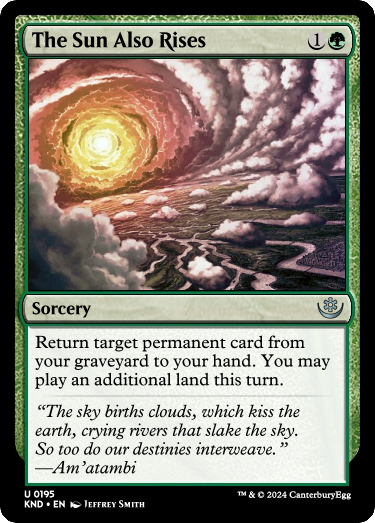 The Sun Also Rises 1
Sorcery
Return target permanent card from
your graveyard to your hand. You may
play an additional land this turn.
“The sky births clouds, which kiss the
earth, crying rivers that slake the sky.
So too do our destinies interweave.”
—Am’atambi
U 0195
KND • EN Jeffrey Smith
™ & © 2024 CanterburyEgg